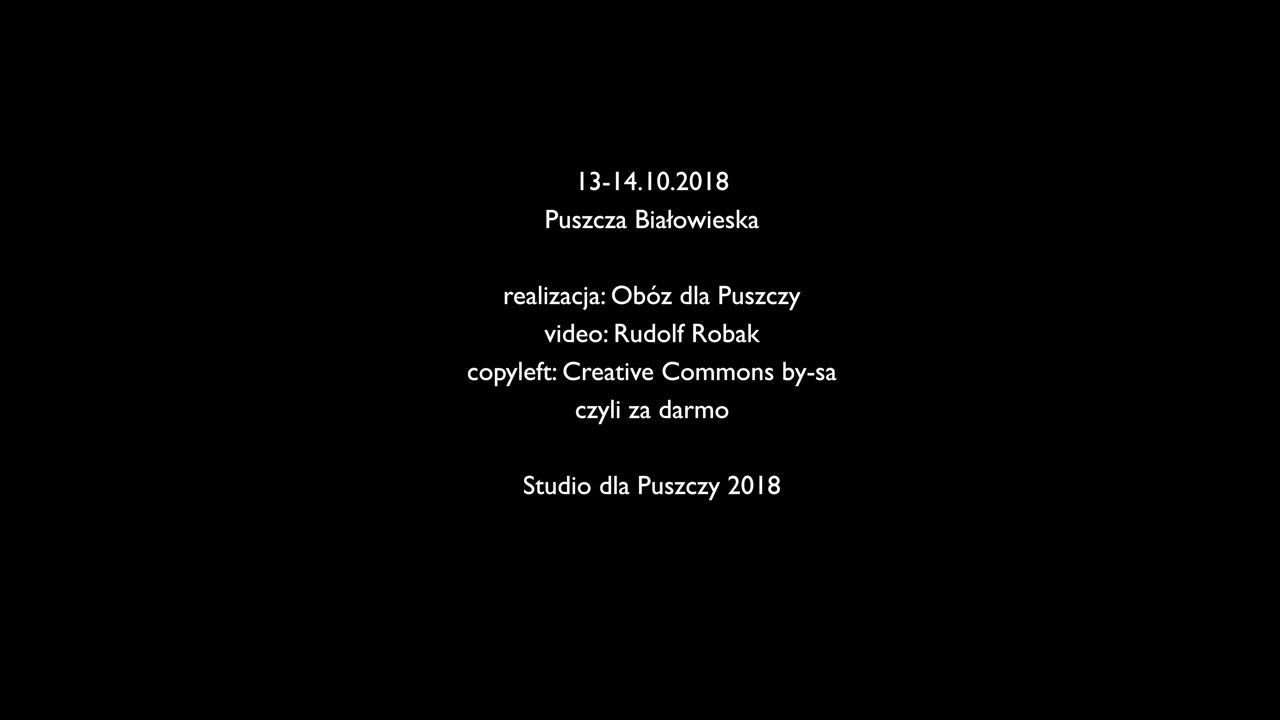 13-14.10.2018
Puszcza Białowieska
realizacja: Obóz dla Puszczy
video: Rudolf Robak
copyleft: Creative Commons by-sa
czyli za darmo
Studio dla Puszczy 2018